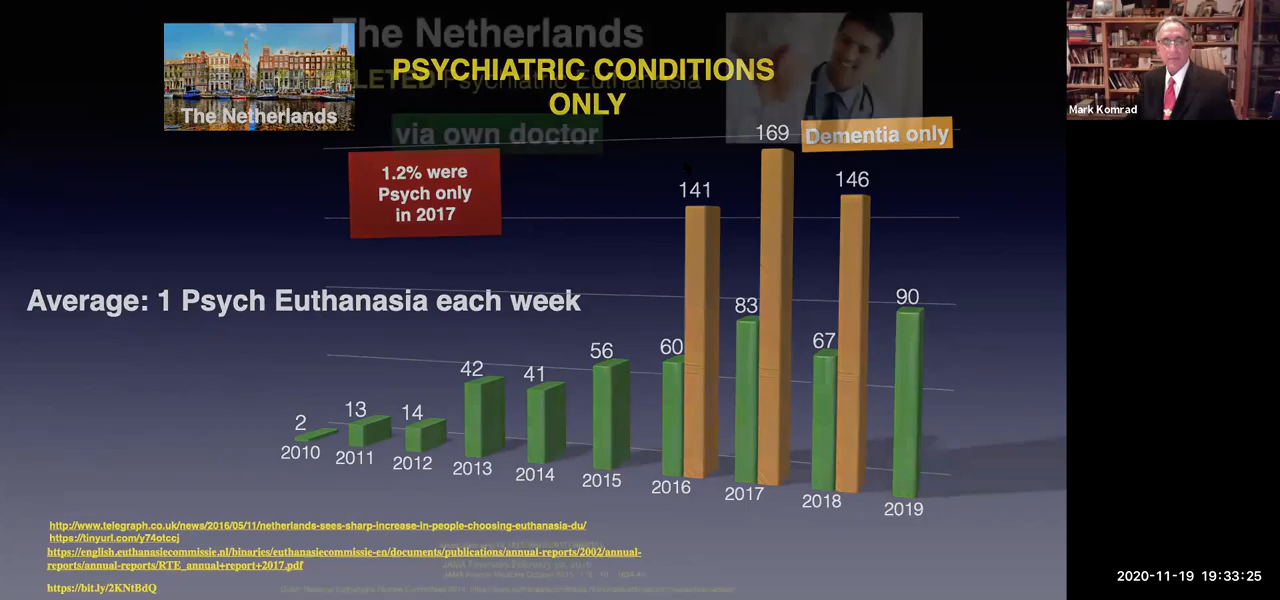 The Netherlands
PSYCHIATRIC CONDITIONS
LETED Psychiatric Euthanasia
ONLY
The Netherlands
via own doctor
Mark Komrad
169
Dementia only
1.2% were
Psych only
in 2017
141
146
Average: 1 Psych Euthanasia each week
90
83
67
60
56
42
41
13
14
2
2010
2011
2012
2013
2014
2015
2016
2017
2018
2019
http://www.telegraph.co.uk/news/2016/05/11/netherlands-sees-sharp-increase-in-people-choosing-euthanasia-du/
https://tinyurl.com/y74otccj
https://english.euthanasiecommissie.nl/binaries/euthanasiecommissie-en/documents/publications/annual-reports/2002/annual-
reports/annual-reports/RTE_annual+report+2017.pdf
https://bit.ly/2KNtBdQ
2020-11-19 19:33:25